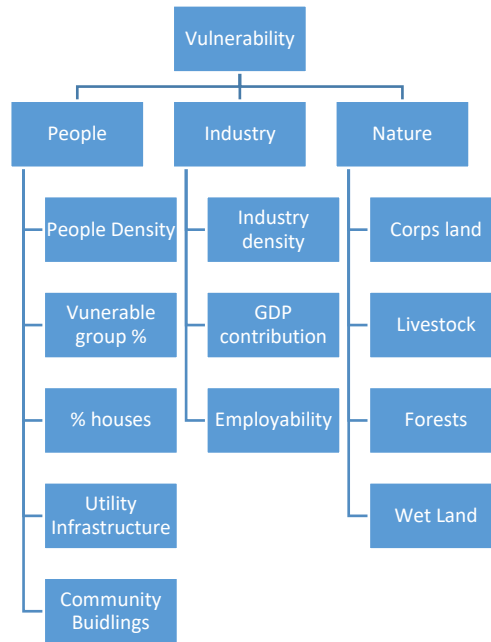 Vulnerability
People
Industry
Nature
People Density
Vunerable
group %
% houses
Utility
Infrastructure
Community
Buidlings
Industry
density
GDP
contribution
Employability
Corps land
Livestock
Forests
Wet Land